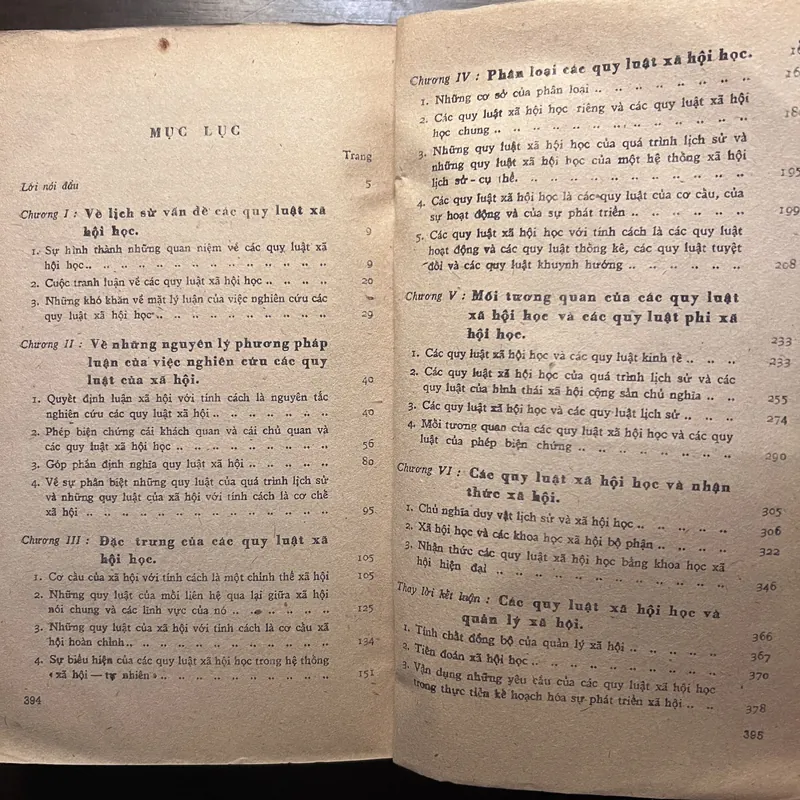 MỤC LỤC
Trang
Lời nói đầu 5
Chương I : Về lịch sử vấn đề các quy luật xã
hội học. 9
1. Sự hình thành những quan niệm về các quy luật xã
hội học.. .. .. .. .. .. .. .. .. .. .. .. 9
2. Cuộc tranh luận về các quy luật xã hội học .. .. .. .. 20
3. Những khó khăn về mặt lý luận của việc nghiên cứu các
quy luật xã hội học.. .. .. .. .. .. .. .. .. 29
Chương II : Về những nguyên lý phương pháp
luận của việc nghiên cứu các quy
luật của xã hội. 40
1. Quyết định luận xã hội với tính cách là nguyên tắc
nghiên cứu các quy luật xã hội .. .. .. .. .. .. 40
2. Phép biện chứng cái khách quan và cái chủ quan và
các quy luật xã hội học .. .. .. .. .. .. .. .. 56
3. Góp phần định nghĩa quy luật xã hội .. .. .. .. .. 80
4. Về sự phân biệt những quy luật của quá trình lịch sử
và những quy luật của xã hội với tính cách là cơ chế
xã hội .. .. .. .. .. .. .. .. .. .. .. .. 95
Chương III : Đặc trưng của các quy luật xã
hội học. 105
1. Cơ cấu của xã hội với tính cách là một chỉnh thể xã hội 105
2. Những quy luật của mối liên hệ qua lại giữa xã hội
nói chung và các lĩnh vực của nó .. .. .. .. .. 125
3. Những quy luật của xã hội với tính cách là cơ cấu xã
hội hoàn chỉnh.. .. .. .. .. .. .. .. .. .. 134
4. Sự biểu hiện của các quy luật xã hội học trong hệ thống
« xã hội — tự nhiên » .. .. .. .. .. .. .. .. 151
394
Chương IV : Phân loại các quy luật xã hội học.
1. Những cơ sở của phân loại .. .. .. .. .. .. .. ..
2. Các quy luật xã hội học riêng và các quy luật xã hội
học chung .. .. .. .. .. .. .. .. .. .. ..
3. Những quy luật xã hội học của quá trình lịch sử và
những quy luật xã hội học của một hệ thống xã hội
lịch sử - cụ thể. .. .. .. .. .. .. .. .. .. .. 195
4. Các quy luật xã hội học là các quy luật của cơ cấu, của
sự hoạt động và của sự phát triển .. .. .. .. .. 199
5. Các quy luật xã hội học với tính cách là các quy luật
hoạt động và các quy luật thống kê, các quy luật tuyệt
đối và các quy luật khuynh hướng .. .. .. .. .. 208
Chương V : Mối tương quan của các quy luật
xã hội học và các quy luật phi xã
hội học. 233
1. Các quy luật xã hội học và các quy luật kinh tế .. .. .. 233
2. Các quy luật xã hội học của quá trình lịch sử và các
quy luật của hình thái xã hội cộng sản chủ nghĩa .. .. 255
3. Các quy luật xã hội học và các quy luật lịch sử .. .. .. 274
4. Mối tương quan của các quy luật xã hội học và các quy
luật của phép biện chứng .. .. .. .. .. .. .. 290
Chương VI : Các quy luật xã hội học và nhận
thức xã hội. 305
1. Chủ nghĩa duy vật lịch sử và xã hội học.. .. .. .. .. 306
2. Xã hội học và các khoa học xã hội bộ phận .. .. .. .. 322
3. Nhận thức các quy luật xã hội học bằng khoa học xã
hội hiện đại .. .. .. .. .. .. .. .. .. .. 346
Thay lời kết luận : Các quy luật xã hội học và
quản lý xã hội. 366
1. Tính chất đồng bộ của quản lý xã hội .. .. .. .. .. 367
2. Tiên đoán xã hội học .. .. .. .. .. .. .. .. .. 370
3. Vận dụng những yêu cầu của các quy luật xã hội học
trong thực tiễn kế hoạch hóa sự phát triển xã hội .. .. 378
395